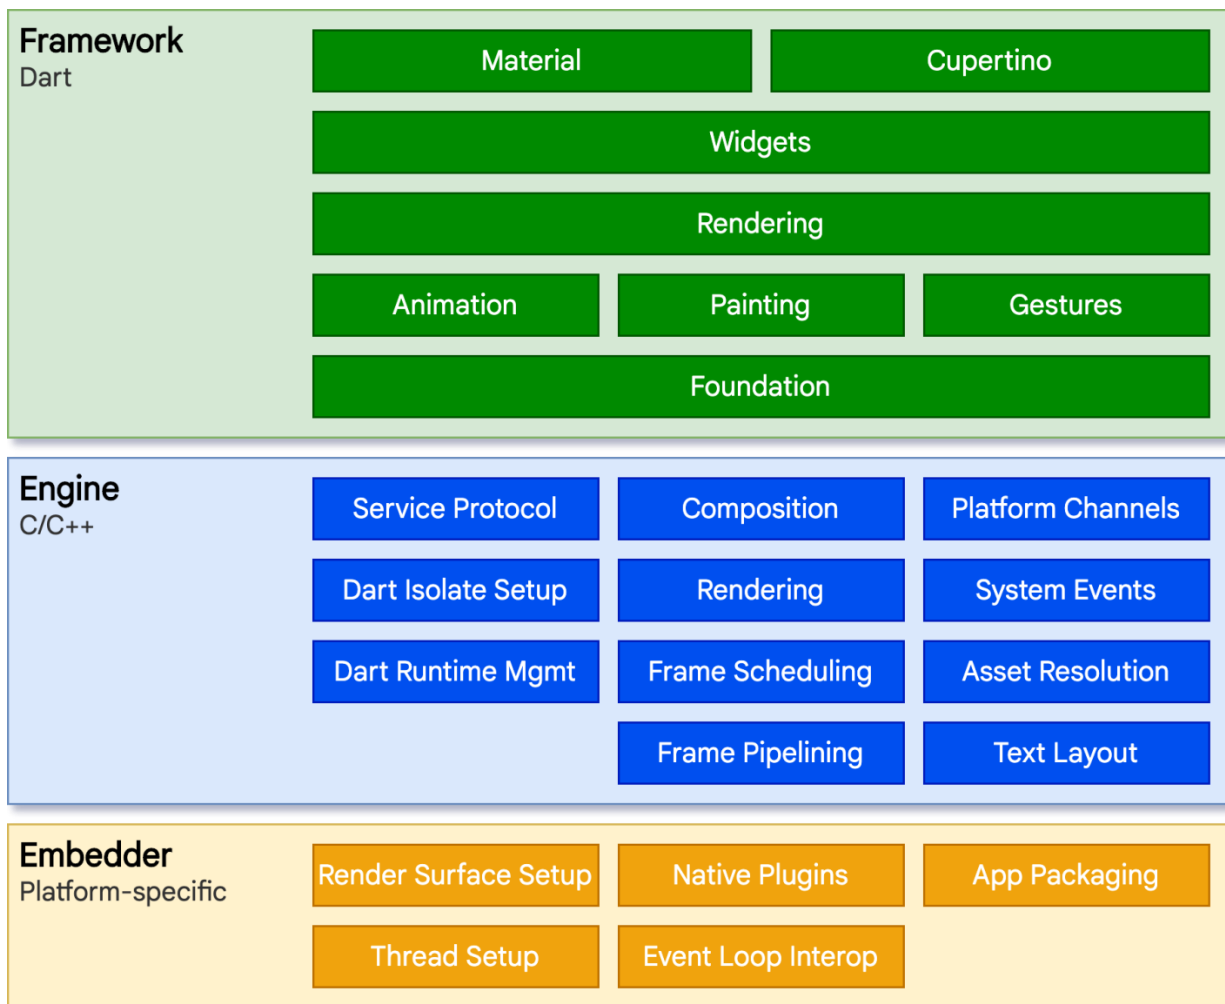 Framework
Dart
Material
Cupertino
Widgets
Rendering
Animation
Painting
Gestures
Foundation
Engine
C/C++
Service Protocol
Composition
Platform Channels
Dart Isolate Setup
Rendering
System Events
Dart Runtime Mgmt
Frame Scheduling
Asset Resolution
Frame Pipelining
Text Layout
Embedder
Platform-specific
Render Surface Setup
Native Plugins
App Packaging
Thread Setup
Event Loop Interop